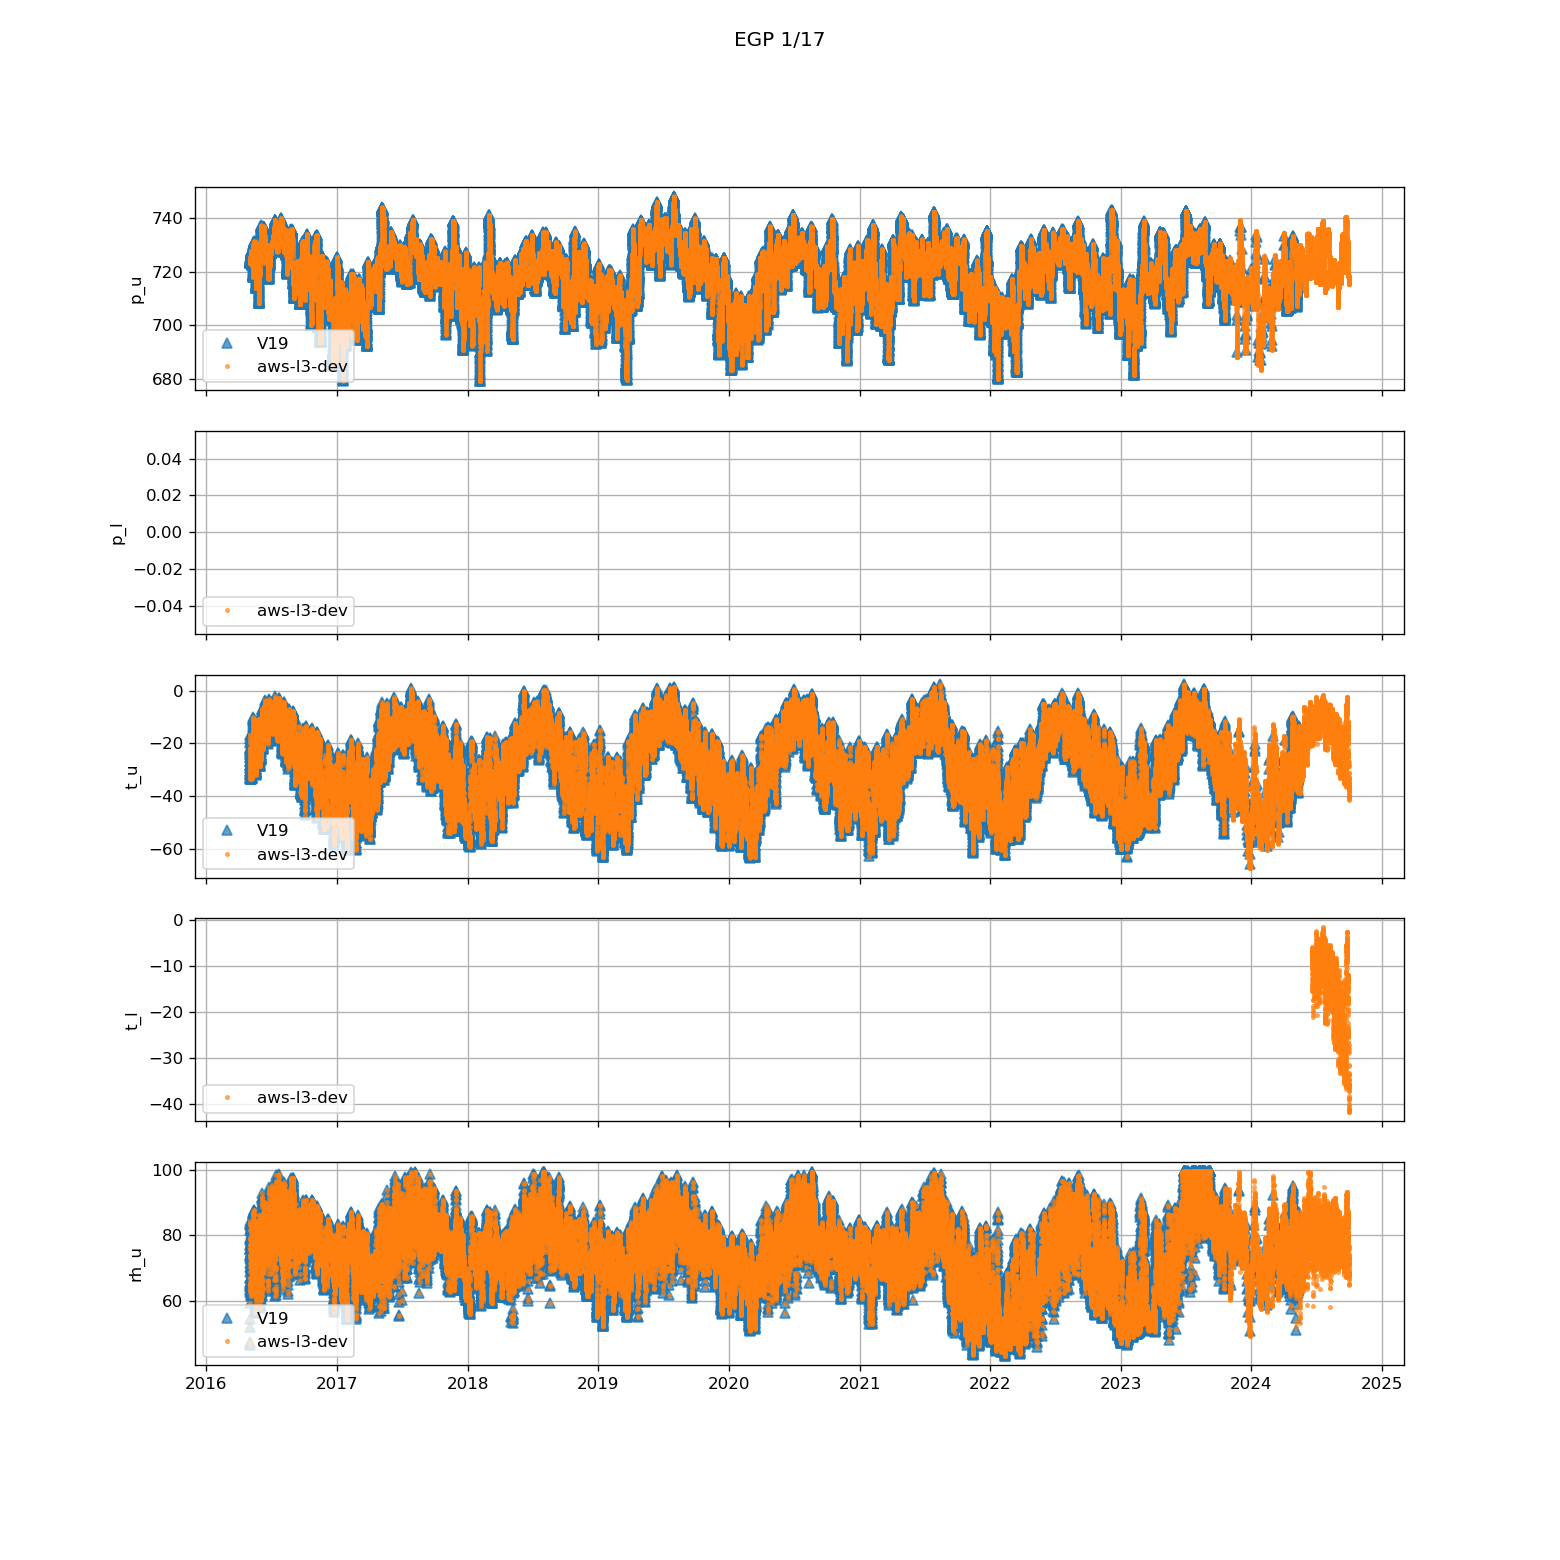 EGP 1/17
740
720
700
680
p_u
V19
aws-l3-dev
0.04
0.02
0.00
−0.02
−0.04
p_l
aws-l3-dev
0
−20
−40
−60
t_u
V19
aws-l3-dev
0
−10
−20
−30
−40
t_l
aws-l3-dev
100
80
60
rh_u
V19
aws-l3-dev
2016 2017 2018 2019 2020 2021 2022 2023 2024 2025